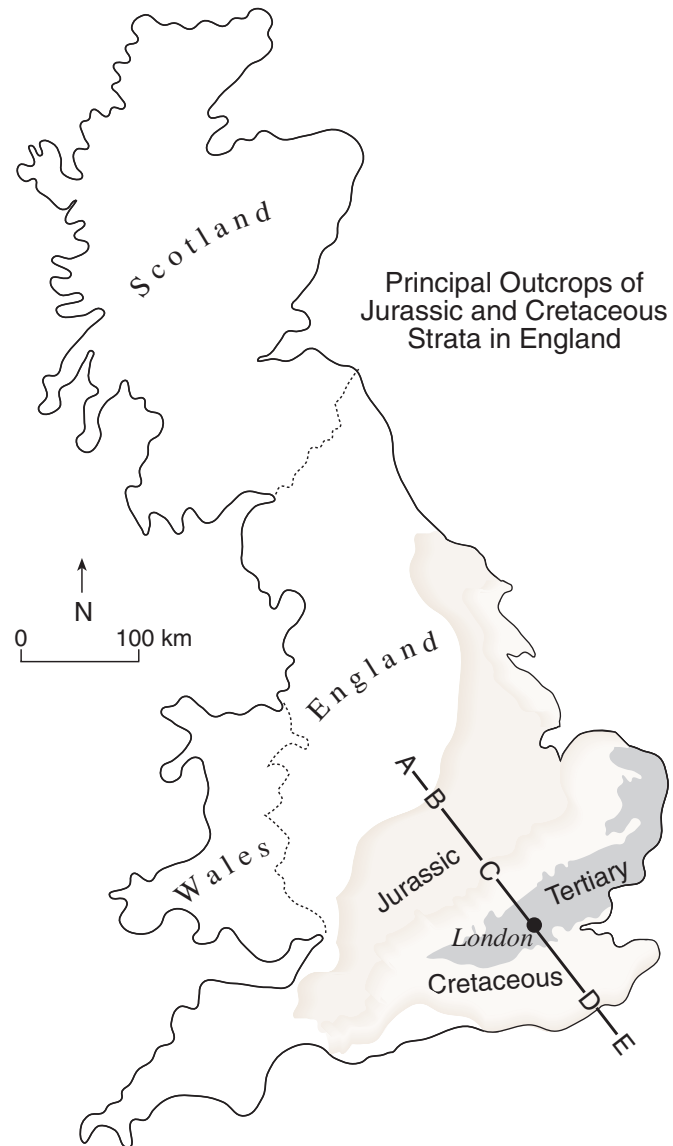 Scotland
Principal Outcrops of
Jurassic and Cretaceous
Strata in England
N
0 100 km
England
A
B
Wales
Jurassic
C
Tertiary
London
Cretaceous
D
E